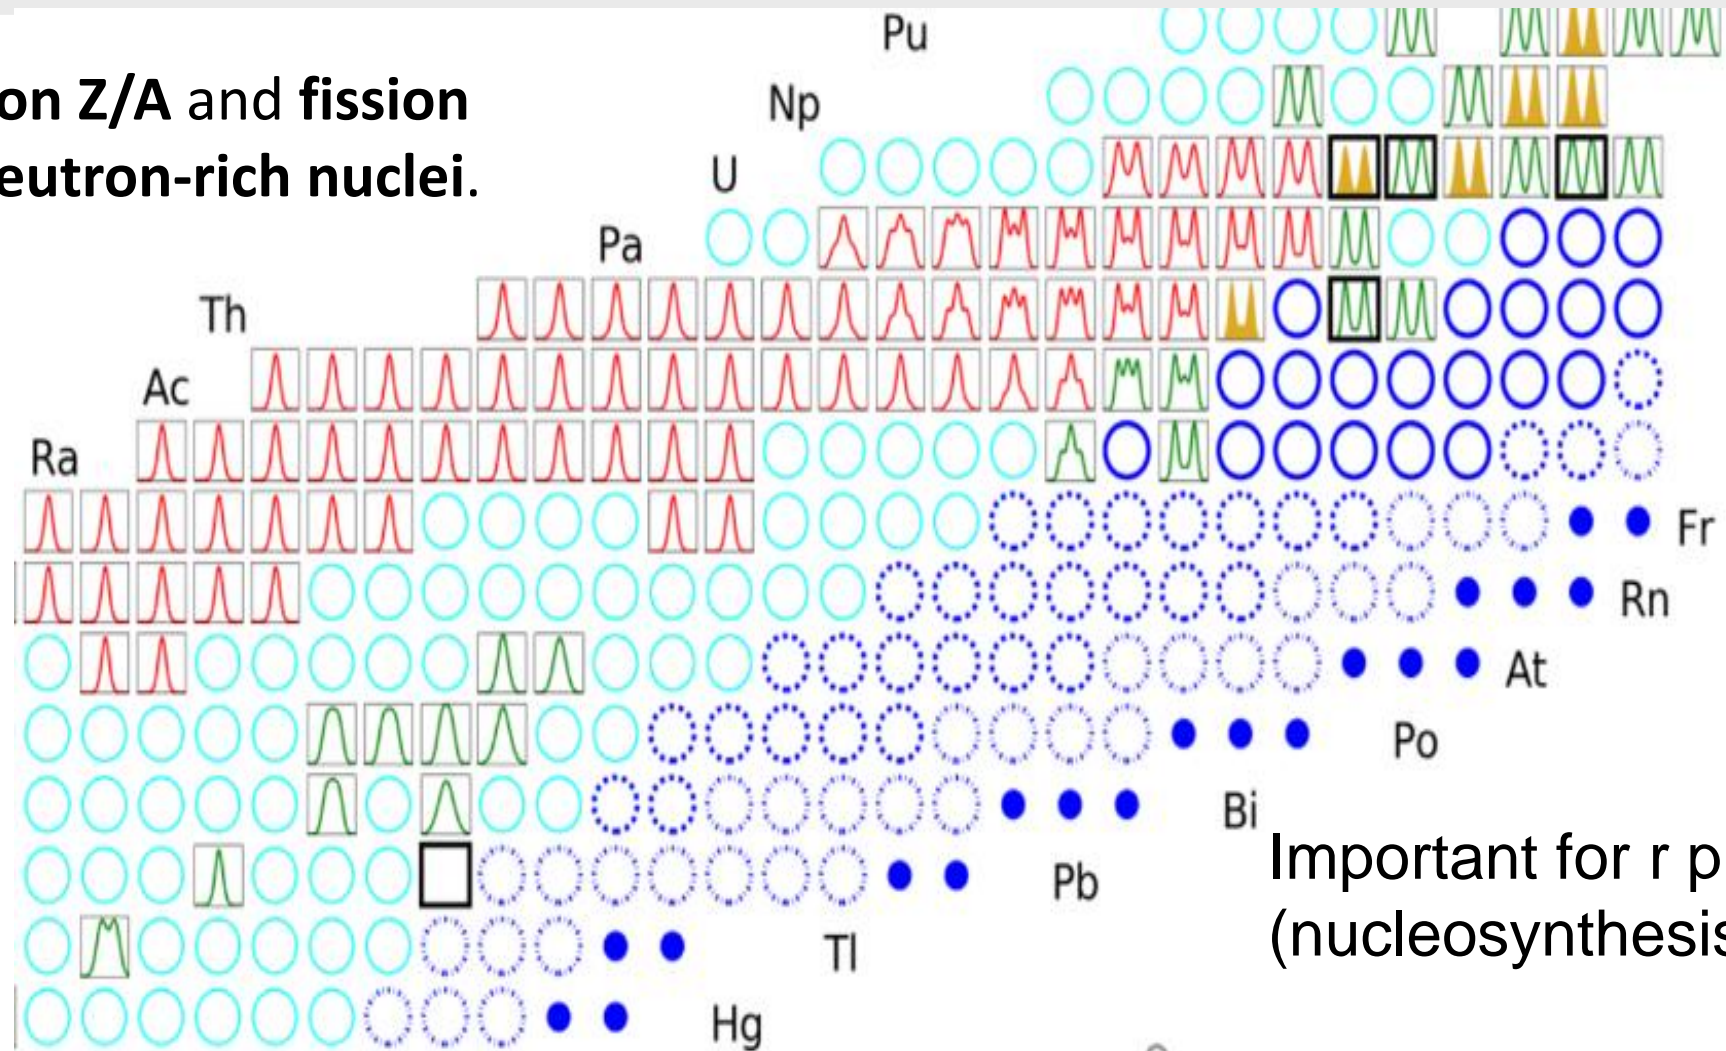 Pu
on Z/A and fission
Np
eutron-rich nuclei.
U
Pa
Th
Ac
Ra
Fr
Rn
At
Po
Bi
Important for r p
Pb
(nucleosynthesis
Tl
Hg